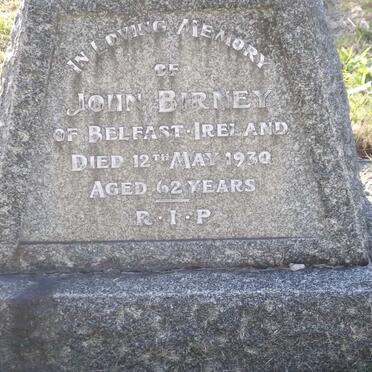 IN LOVING MEMORY
OF
JOHN BIRNEY
OF BELFAST·IRELAND
DIED 12TH MAY 1930
AGED 62 YEARS
R·I·P